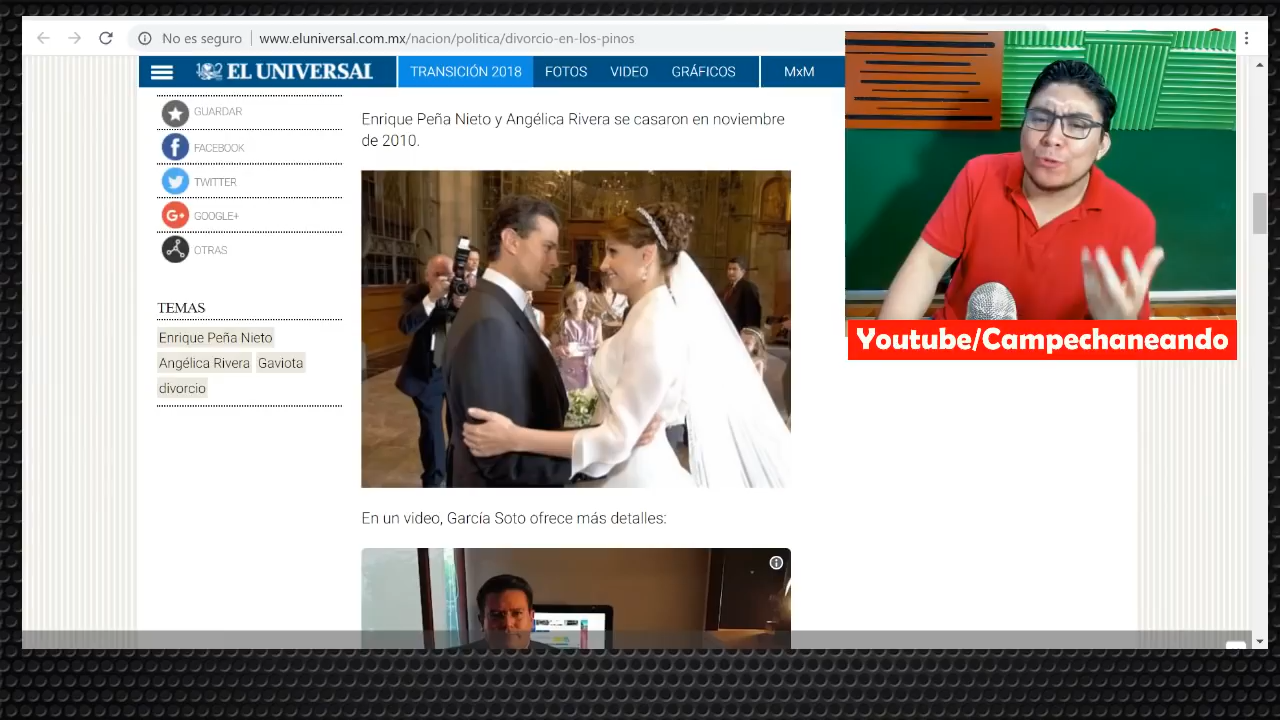 No es seguro
www.eluniversal.com.mx/nacion/politica/divorcio-en-los-pinos
EL UNIVERSAL
TRANSICIÓN 2018
FOTOS
VIDEO
GRÁFICOS
MxM
GUARDAR
FACEBOOK
TWITTER
GOOGLE+
OTRAS
TEMAS
Enrique Peña Nieto
Angélica Rivera Gaviota
divorcio
Enrique Peña Nieto y Angélica Rivera se casaron en noviembre
de 2010.
En un video, García Soto ofrece más detalles:
Youtube/Campechaneando